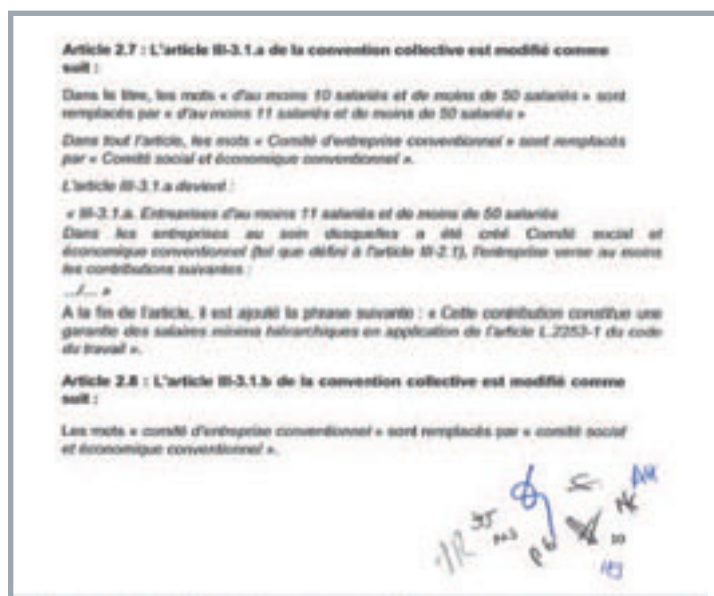 Article 2.7 : L'article III-3.1.a de la convention collective est modifié comme
suit :
Dans le titre, les mots « d'au moins 10 salariés et de moins de 50 salariés » sont
remplacés par « d'au moins 11 salariés et de moins de 50 salariés »
Dans tout l'article, les mots « Comité d'entreprise conventionnel » sont remplacés
par « Comité social et économique conventionnel ».
L'article III-3.1.a devient :
« III-3.1.a. Entreprises d'au moins 11 salariés et de moins de 50 salariés
Dans les entreprises au sein desquelles a été créé Comité social et
économique conventionnel (tel que défini à l'article III-2.1), l'entreprise verse au moins
les contributions suivantes :
.../... »
A la fin de l'article, il est ajouté la phrase suivante : « Cette contribution constitue une
garantie des salaires minima hiérarchiques en application de l'article L.2253-1 du code
du travail ».
Article 2.8 : L'article III-3.1.b de la convention collective est modifié comme
suit :
Les mots « comité d'entreprise conventionnel » sont remplacés par « comité social
et économique conventionnel ».
10